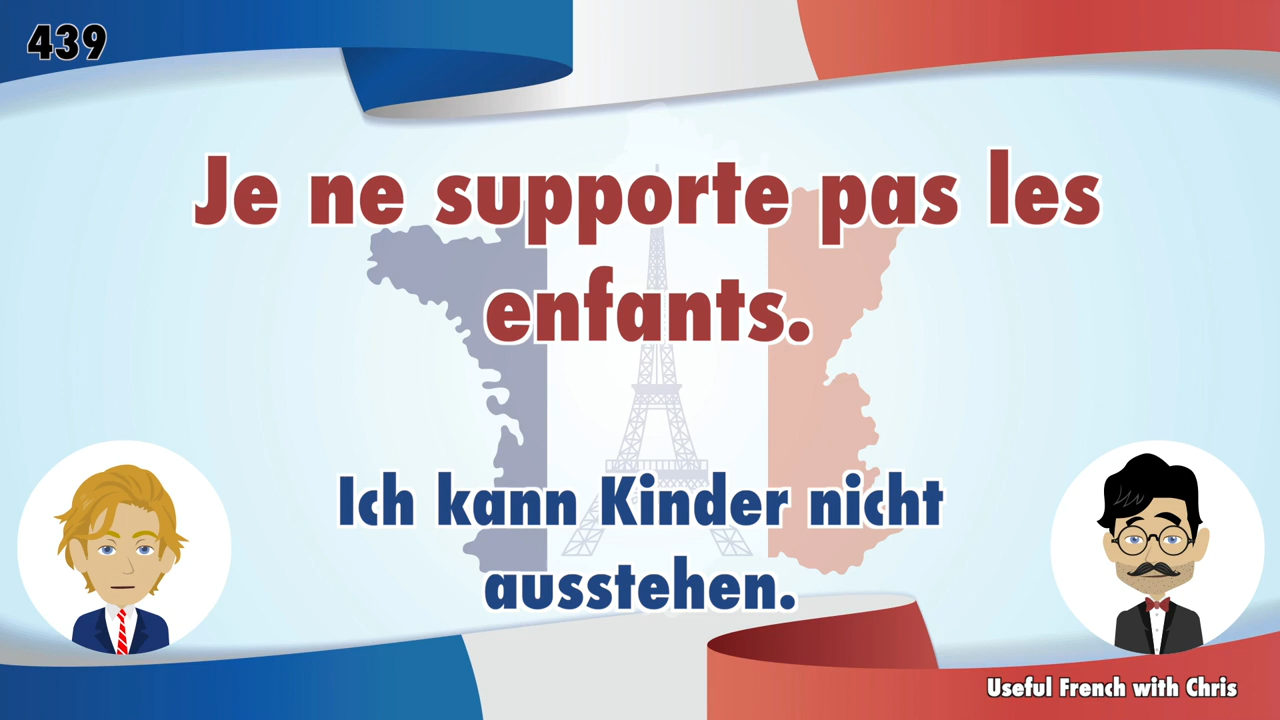 439
Je ne supporte pas les
enfants.
Ich kann Kinder nicht
ausstehen.
Useful French with Chris